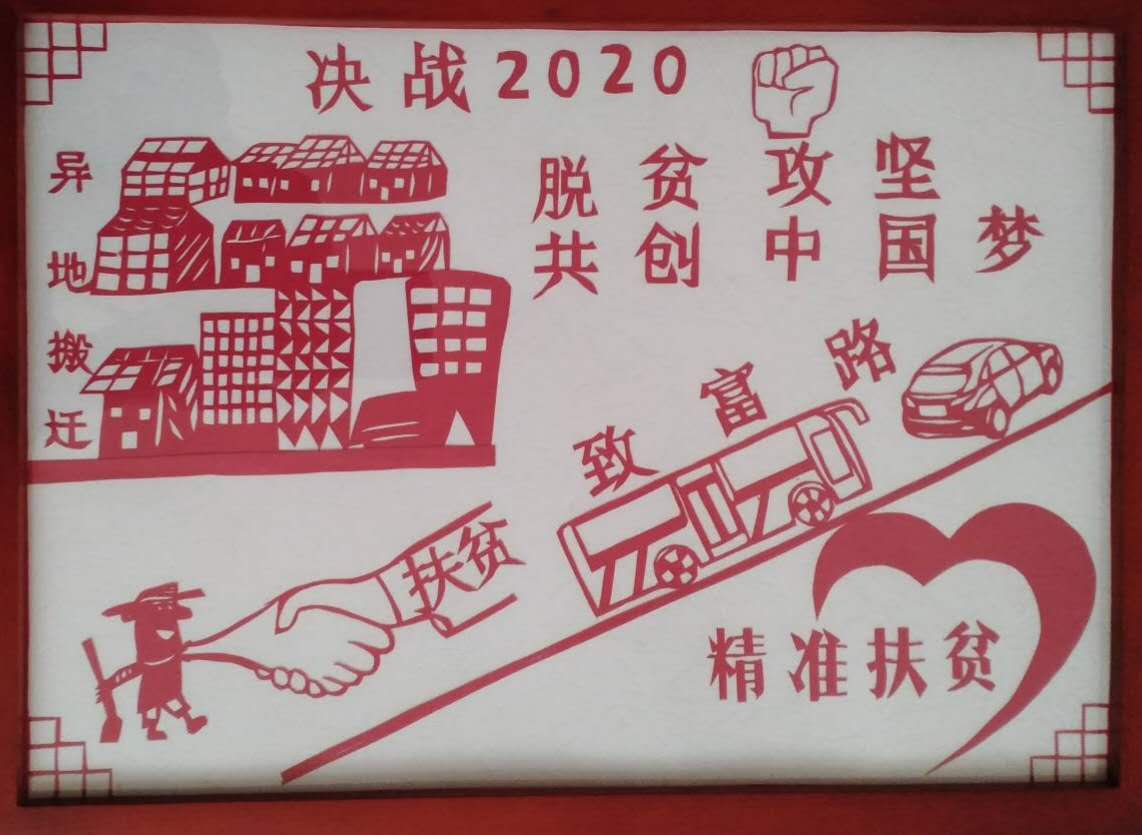 决战2020
脱贫攻坚
共创中国梦
异地搬迁
致富路
扶贫
精准扶贫